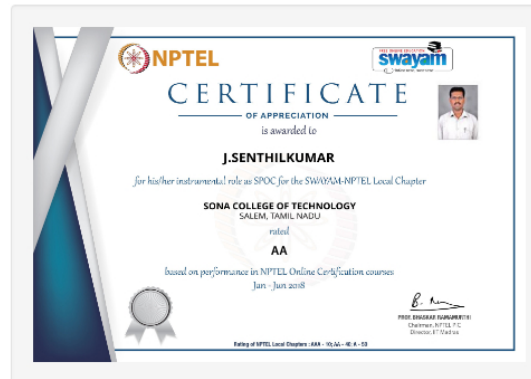 NPTEL
FREE ONLINE EDUCATION
swayam
CERTIFICATE
OF APPRECIATION
is awarded to
J.SENTHILKUMAR
for his/her instrumental role as SPOC for the SWAYAM-NPTEL Local Chapter
SONA COLLEGE OF TECHNOLOGY
SALEM, TAMIL NADU
rated
AA
based on performance in NPTEL Online Certification courses
Jan - Jun 2018
PROF. BHASKAR RAMAMURTHI
Chairman, NPTEL PIC
Director, IIT Madras
Rating of NPTEL Local Chapters : AAA - 10; AA - 40; A - 50